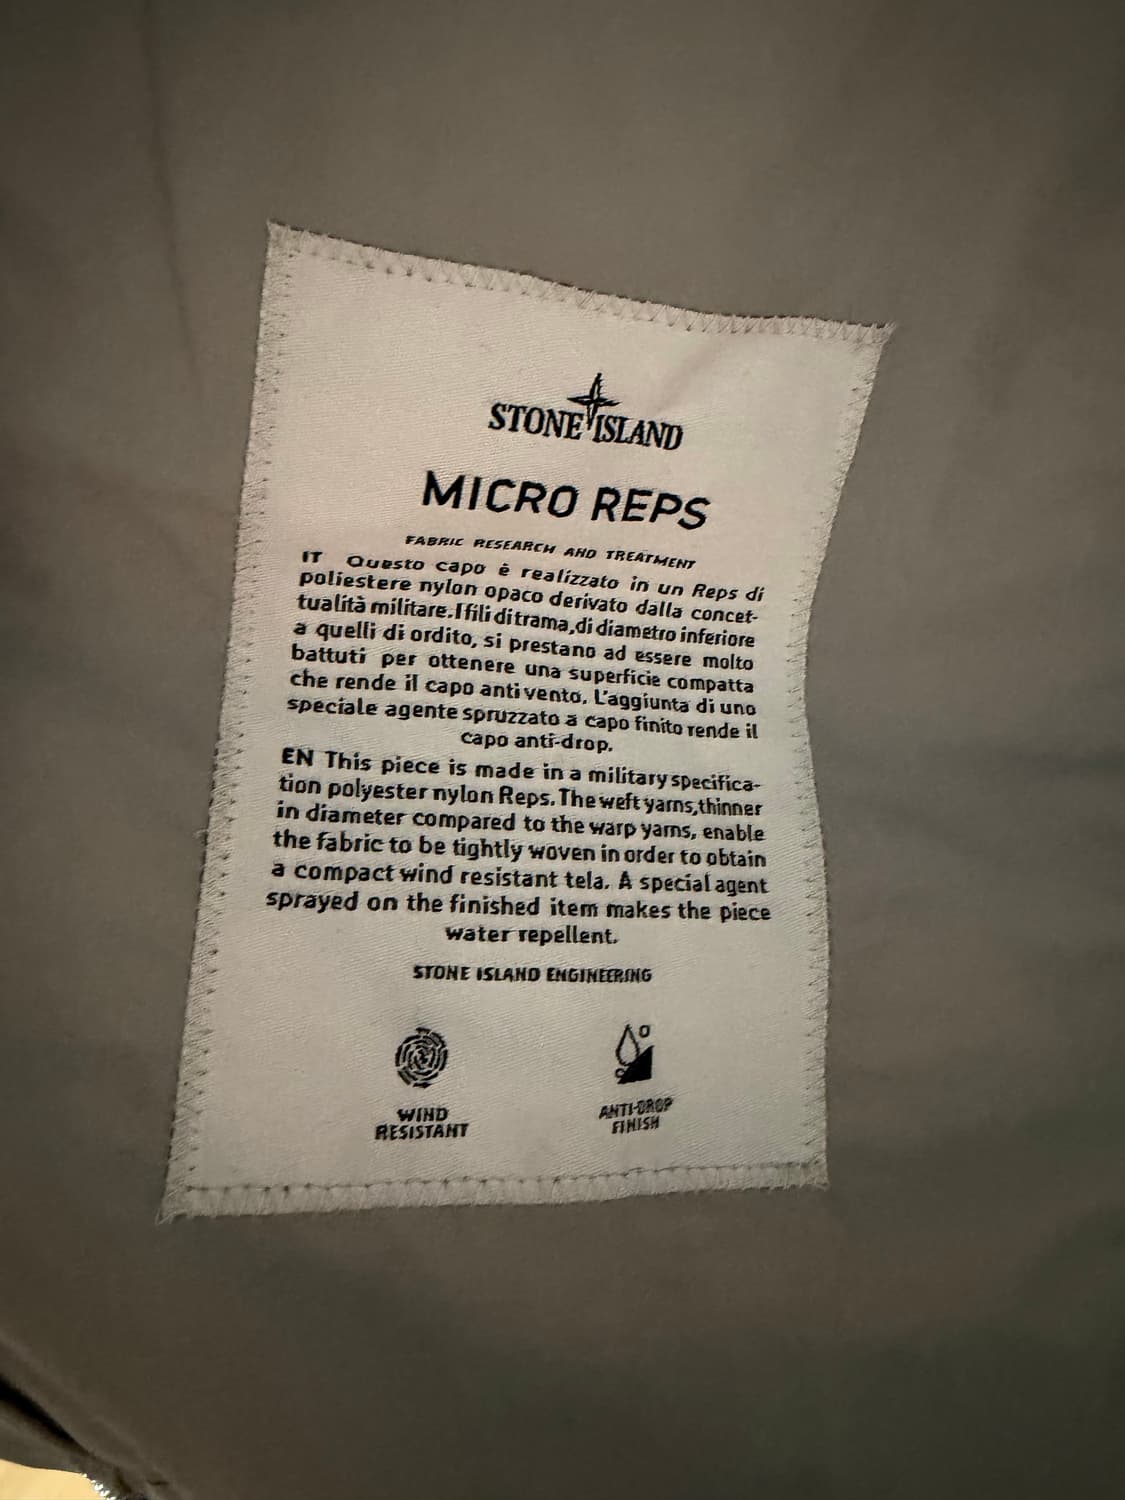 STONE ISLAND
MICRO REPS
FABRIC RESEARCH AND TREATMENT
IT Questo capo è realizzato in un Reps di
poliestere nylon opaco derivato dalla concet-
tualità militare. I fili di trama, di diametro inferiore
a quelli di ordito, si prestano ad essere molto
battuti per ottenere una superficie compatta
che rende il capo anti vento. L'aggiunta di uno
speciale agente spruzzato a capo finito rende il
capo anti-drop.
EN This piece is made in a military specifica-
tion polyester nylon Reps. The weft yarns, thinner
in diameter compared to the warp yarns, enable
the fabric to be tightly woven in order to obtain
a compact wind resistant tela. A special agent
sprayed on the finished item makes the piece
water repellent.
STONE ISLAND ENGINEERING
WIND
RESISTANT
ANTI-DROP
FINISH